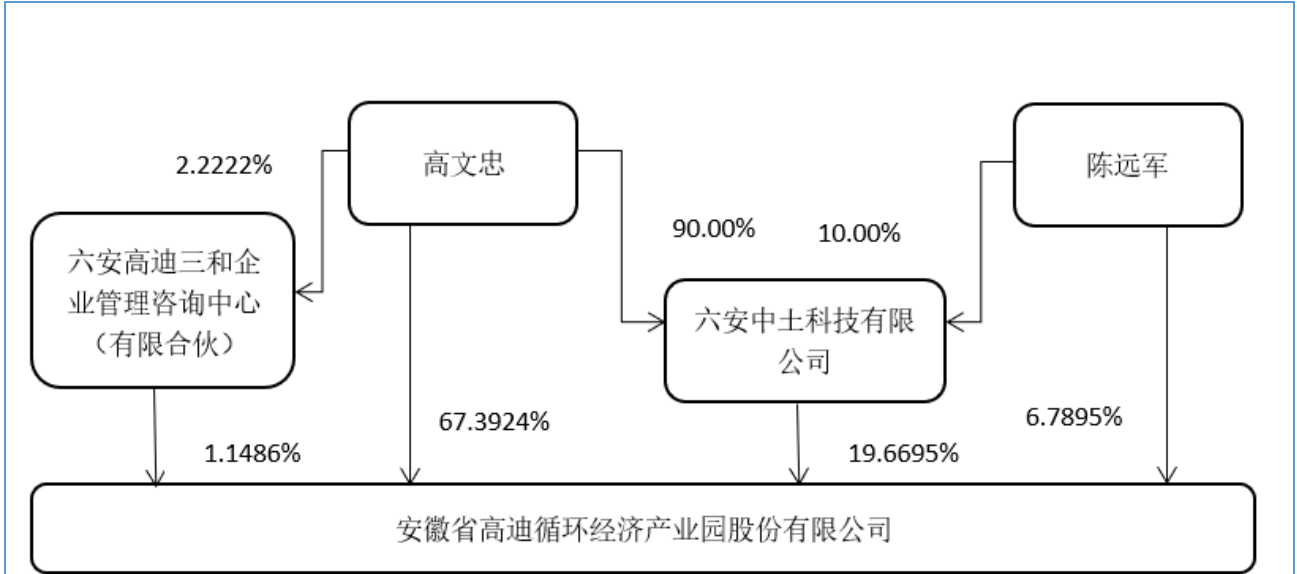 高文忠
陈远军
2.2222%
90.00%
10.00%
六安高迪三和企
业管理咨询中心
（有限合伙）
六安中土科技有限
公司
67.3924%
6.7895%
1.1486%
19.6695%
安徽省高迪循环经济产业园股份有限公司